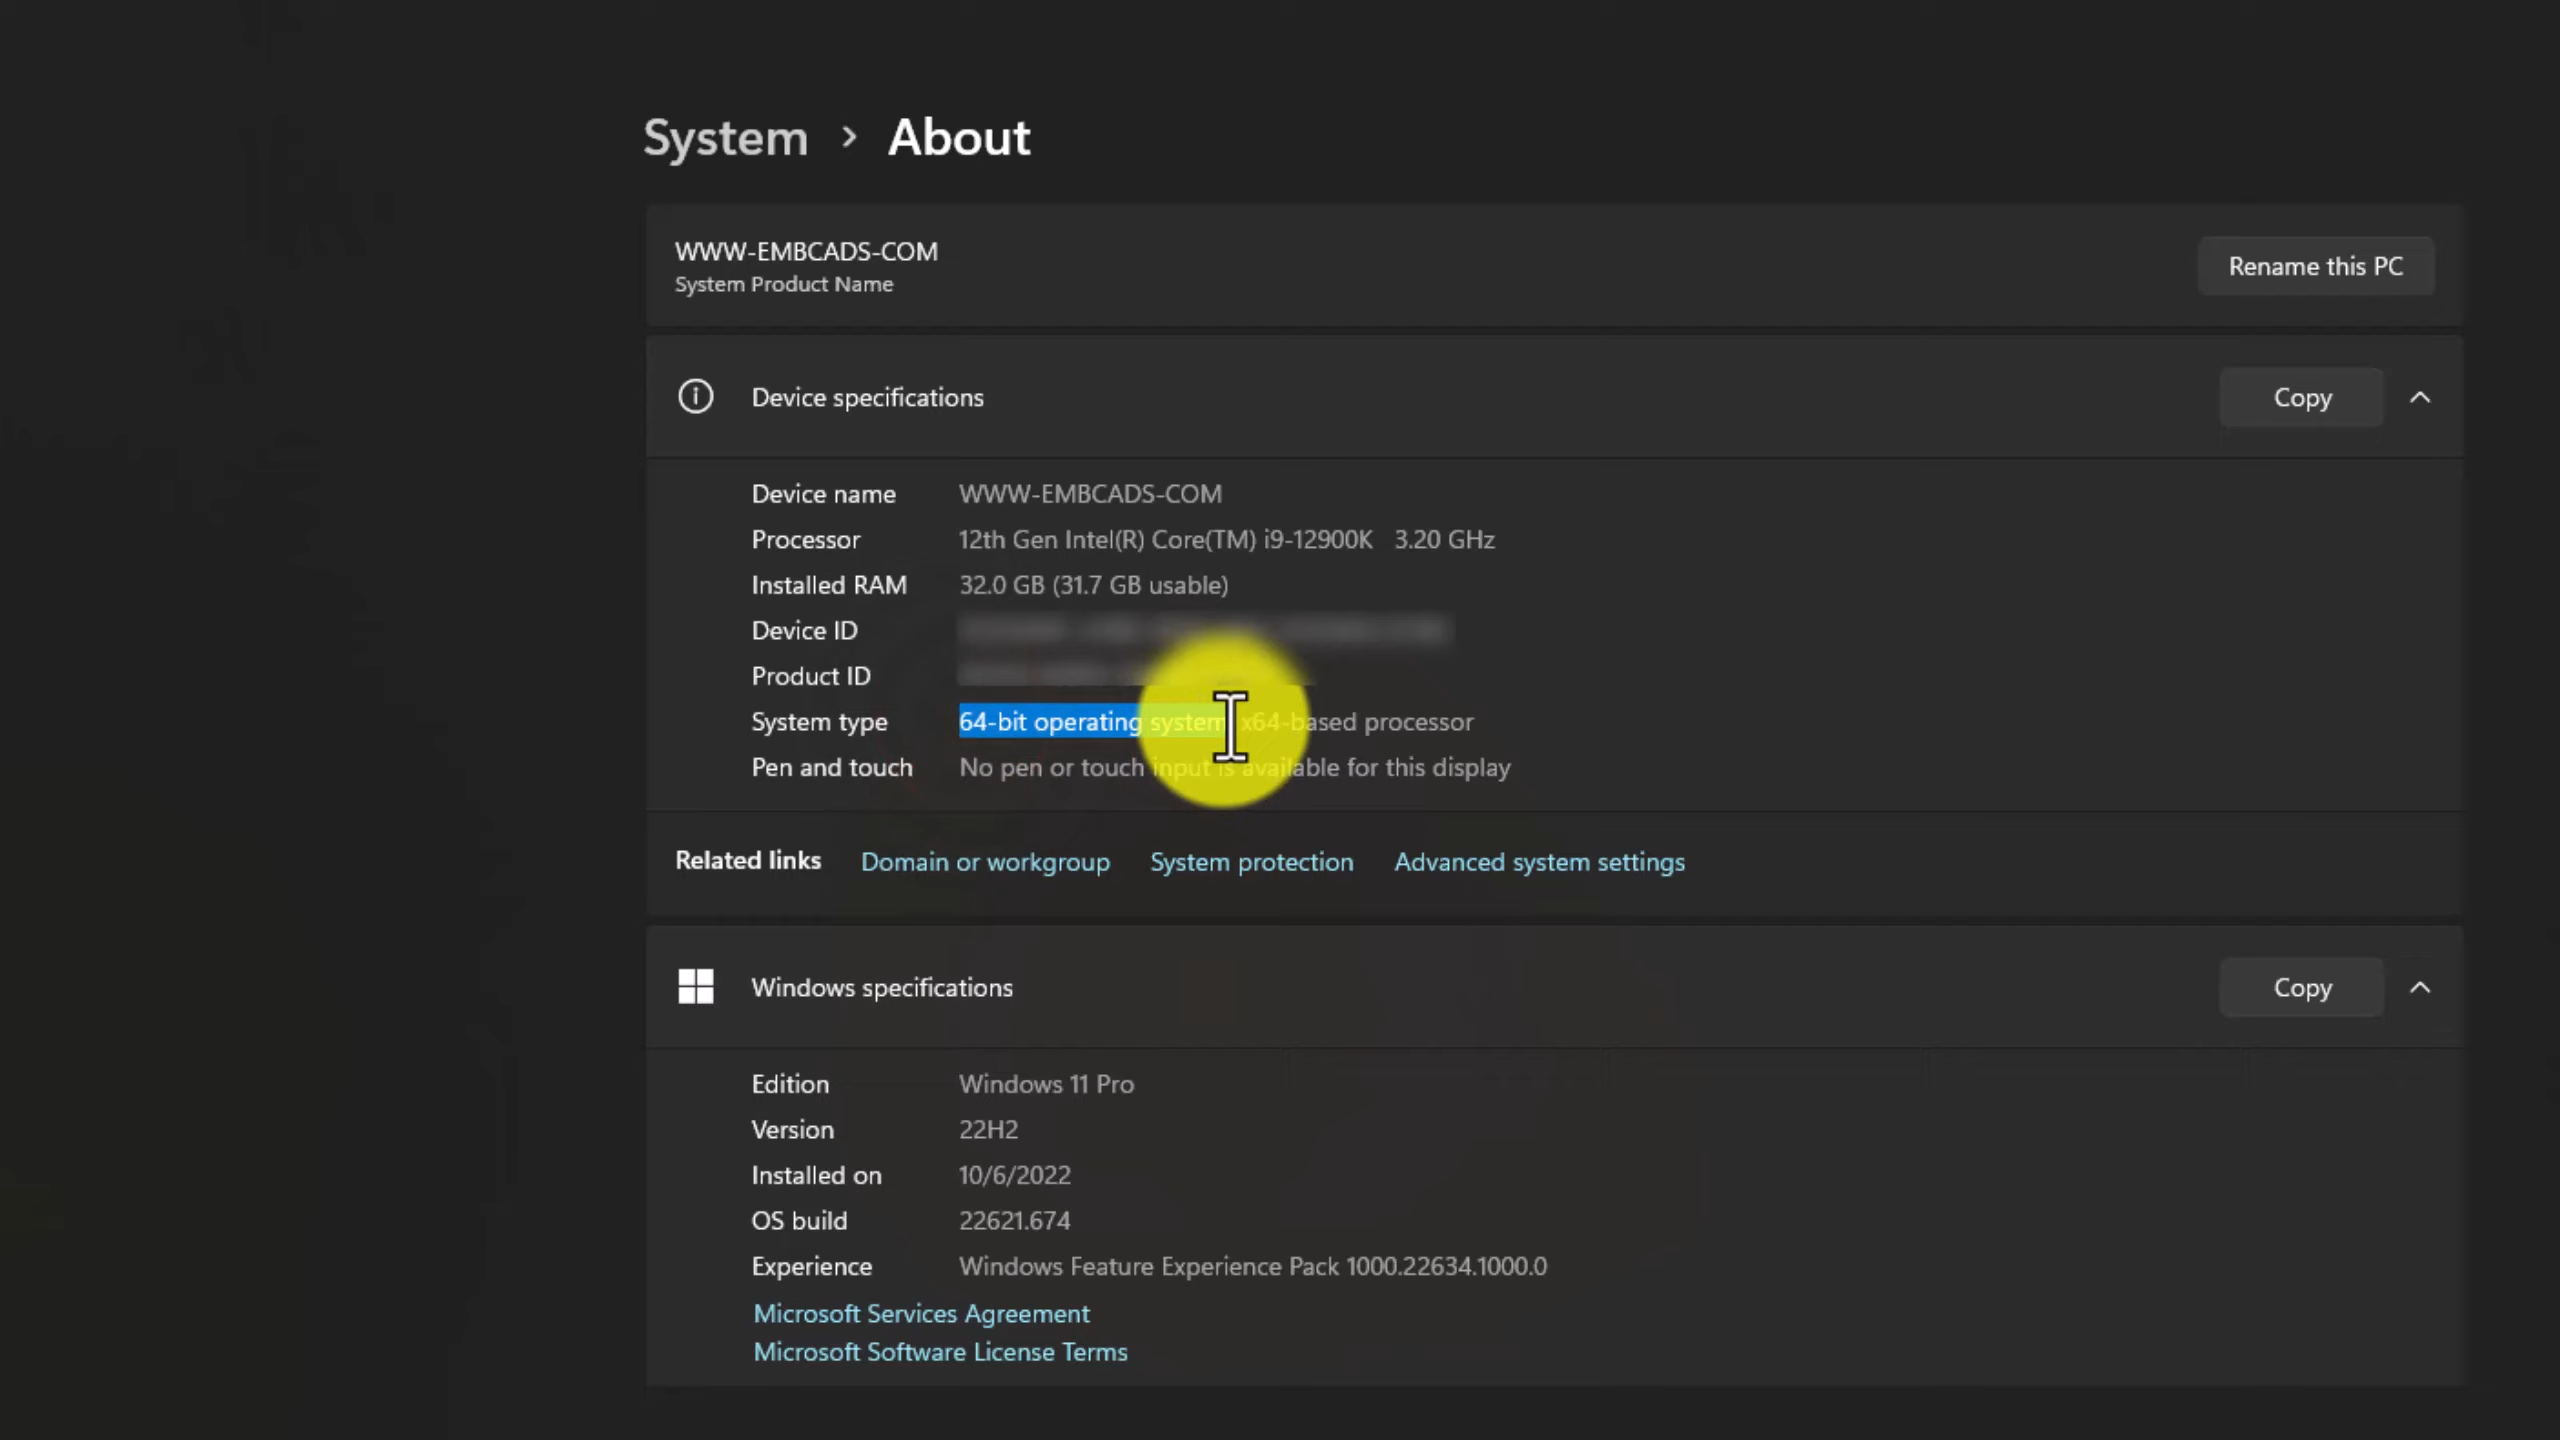 System > About
WWW-EMBCADS-COM
System Product Name
Rename this PC
Device specifications
Copy
Device name WWW-EMBCADS-COM
Processor 12th Gen Intel(R) Core(TM) i9-12900K 3.20 GHz
Installed RAM 32.0 GB (31.7 GB usable)
Device ID
Product ID
System type 64-bit operating system x64-based processor
Pen and touch No pen or touch input is available for this display
Related links Domain or workgroup System protection Advanced system settings
Windows specifications
Copy
Edition Windows 11 Pro
Version 22H2
Installed on 10/6/2022
OS build 22621.674
Experience Windows Feature Experience Pack 1000.22634.1000.0
Microsoft Services Agreement
Microsoft Software License Terms